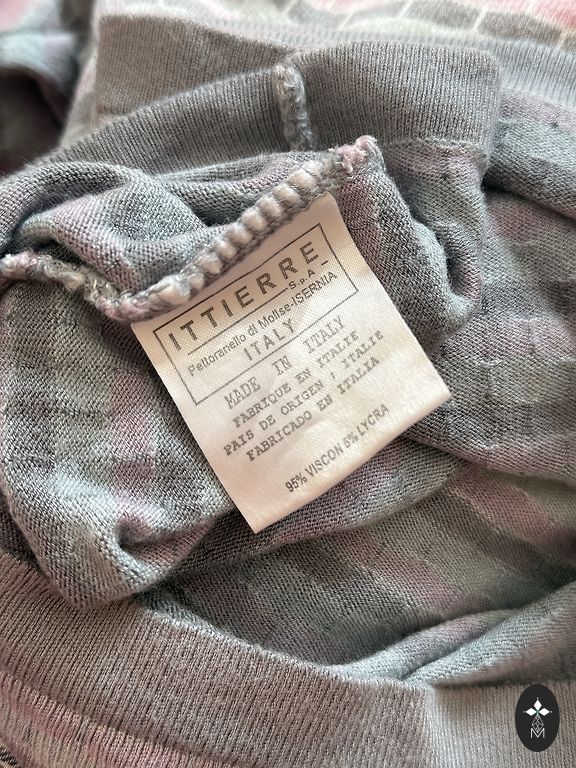 ITTIERRE
S.P.A.
Pettoranello di Molise-ISERNIA
ITALY
MADE IN ITALY
FABRIQUE EN ITALIE
PAIS DE ORIGEN : ITALIE
FABRICADO EN ITALIA
95% VISCON 5% LYCRA
M